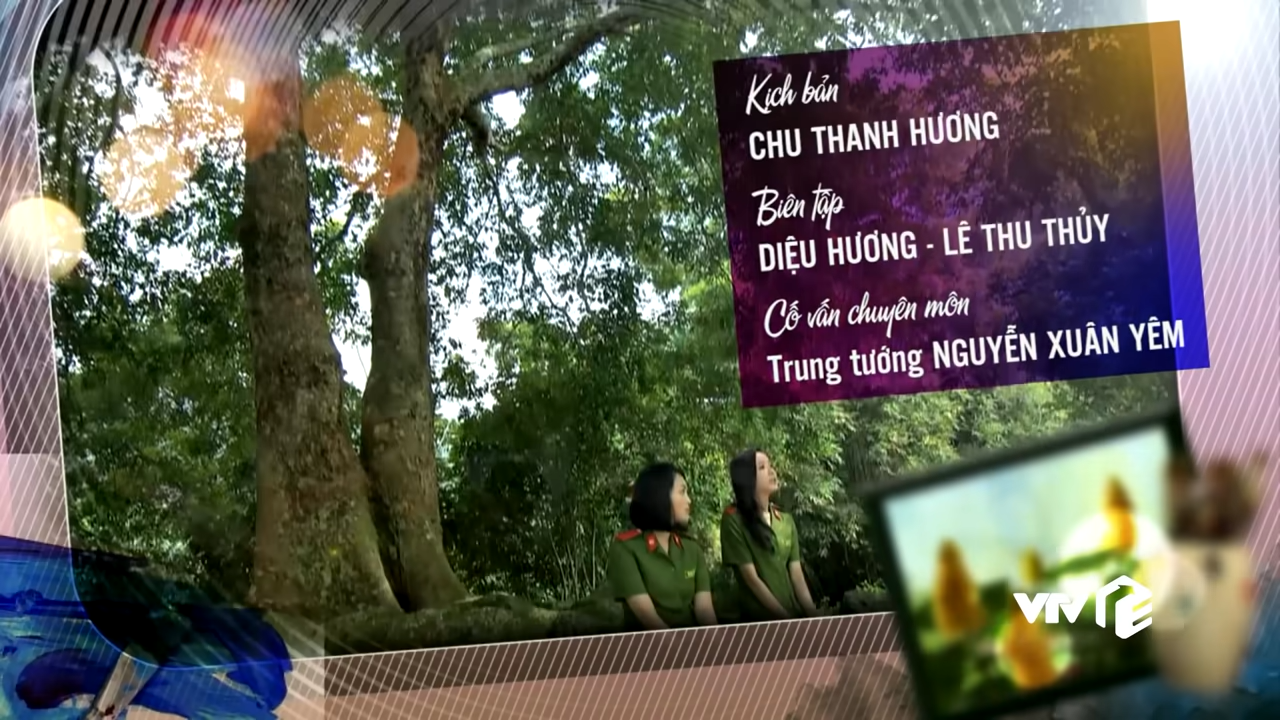 Kịch bản
CHU THANH HƯƠNG
Biên tập
DIỆU HƯƠNG - LÊ THU THỦY
Cố vấn chuyên môn
Trung tướng NGUYỄN XUÂN YÊM
VTV